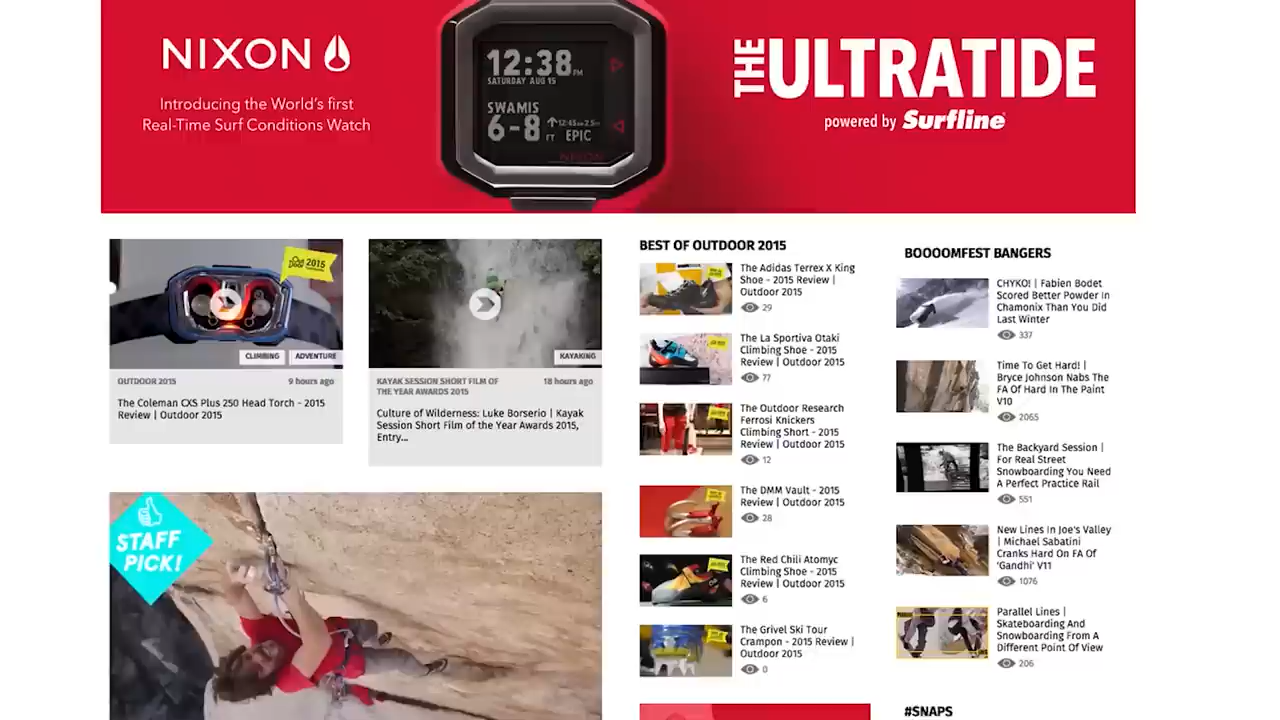 NIXON
Introducing the World's first
Real-Time Surf Conditions Watch
12:38 PM
SATURDAY AUG 15
SWAMIS
6-8 FT
EPIC
NIXON
THE ULTRATIDE
powered by Surfline
2015
CLIMBING
ADVENTURE
OUTDOOR 2015
9 hours ago
The Coleman CXS Plus 250 Head Torch - 2015
Review | Outdoor 2015
KAYAKING
KAYAK SESSION SHORT FILM OF
THE YEAR AWARDS 2015
18 hours ago
Culture of Wilderness: Luke Borserio | Kayak
Session Short Film of the Year Awards 2015,
Entry...
STAFF
PICK!
BEST OF OUTDOOR 2015
The Adidas Terrex X King
Shoe - 2015 Review |
Outdoor 2015
29
The La Sportiva Otaki
Climbing Shoe - 2015
Review | Outdoor 2015
77
The Outdoor Research
Ferrosi Knickers
Climbing Short - 2015
Review | Outdoor 2015
12
The DMM Vault - 2015
Review | Outdoor 2015
28
The Red Chili Atomyc
Climbing Shoe - 2015
Review | Outdoor 2015
6
The Grivel Ski Tour
Crampon - 2015 Review |
Outdoor 2015
0
BOOOOMFEST BANGERS
CHYKO! | Fabien Bodet
Scored Better Powder In
Chamonix Than You Did
Last Winter
337
Time To Get Hard! |
Bryce Johnson Nabs The
FA Of Hard In The Paint
V10
2065
The Backyard Session |
For Real Street
Snowboarding You Need
A Perfect Practice Rail
551
New Lines In Joe's Valley
| Michael Sabatini
Cranks Hard On FA Of
'Gandhi' V11
1076
Parallel Lines |
Skateboarding And
Snowboarding From A
Different Point Of View
206
#SNAPS